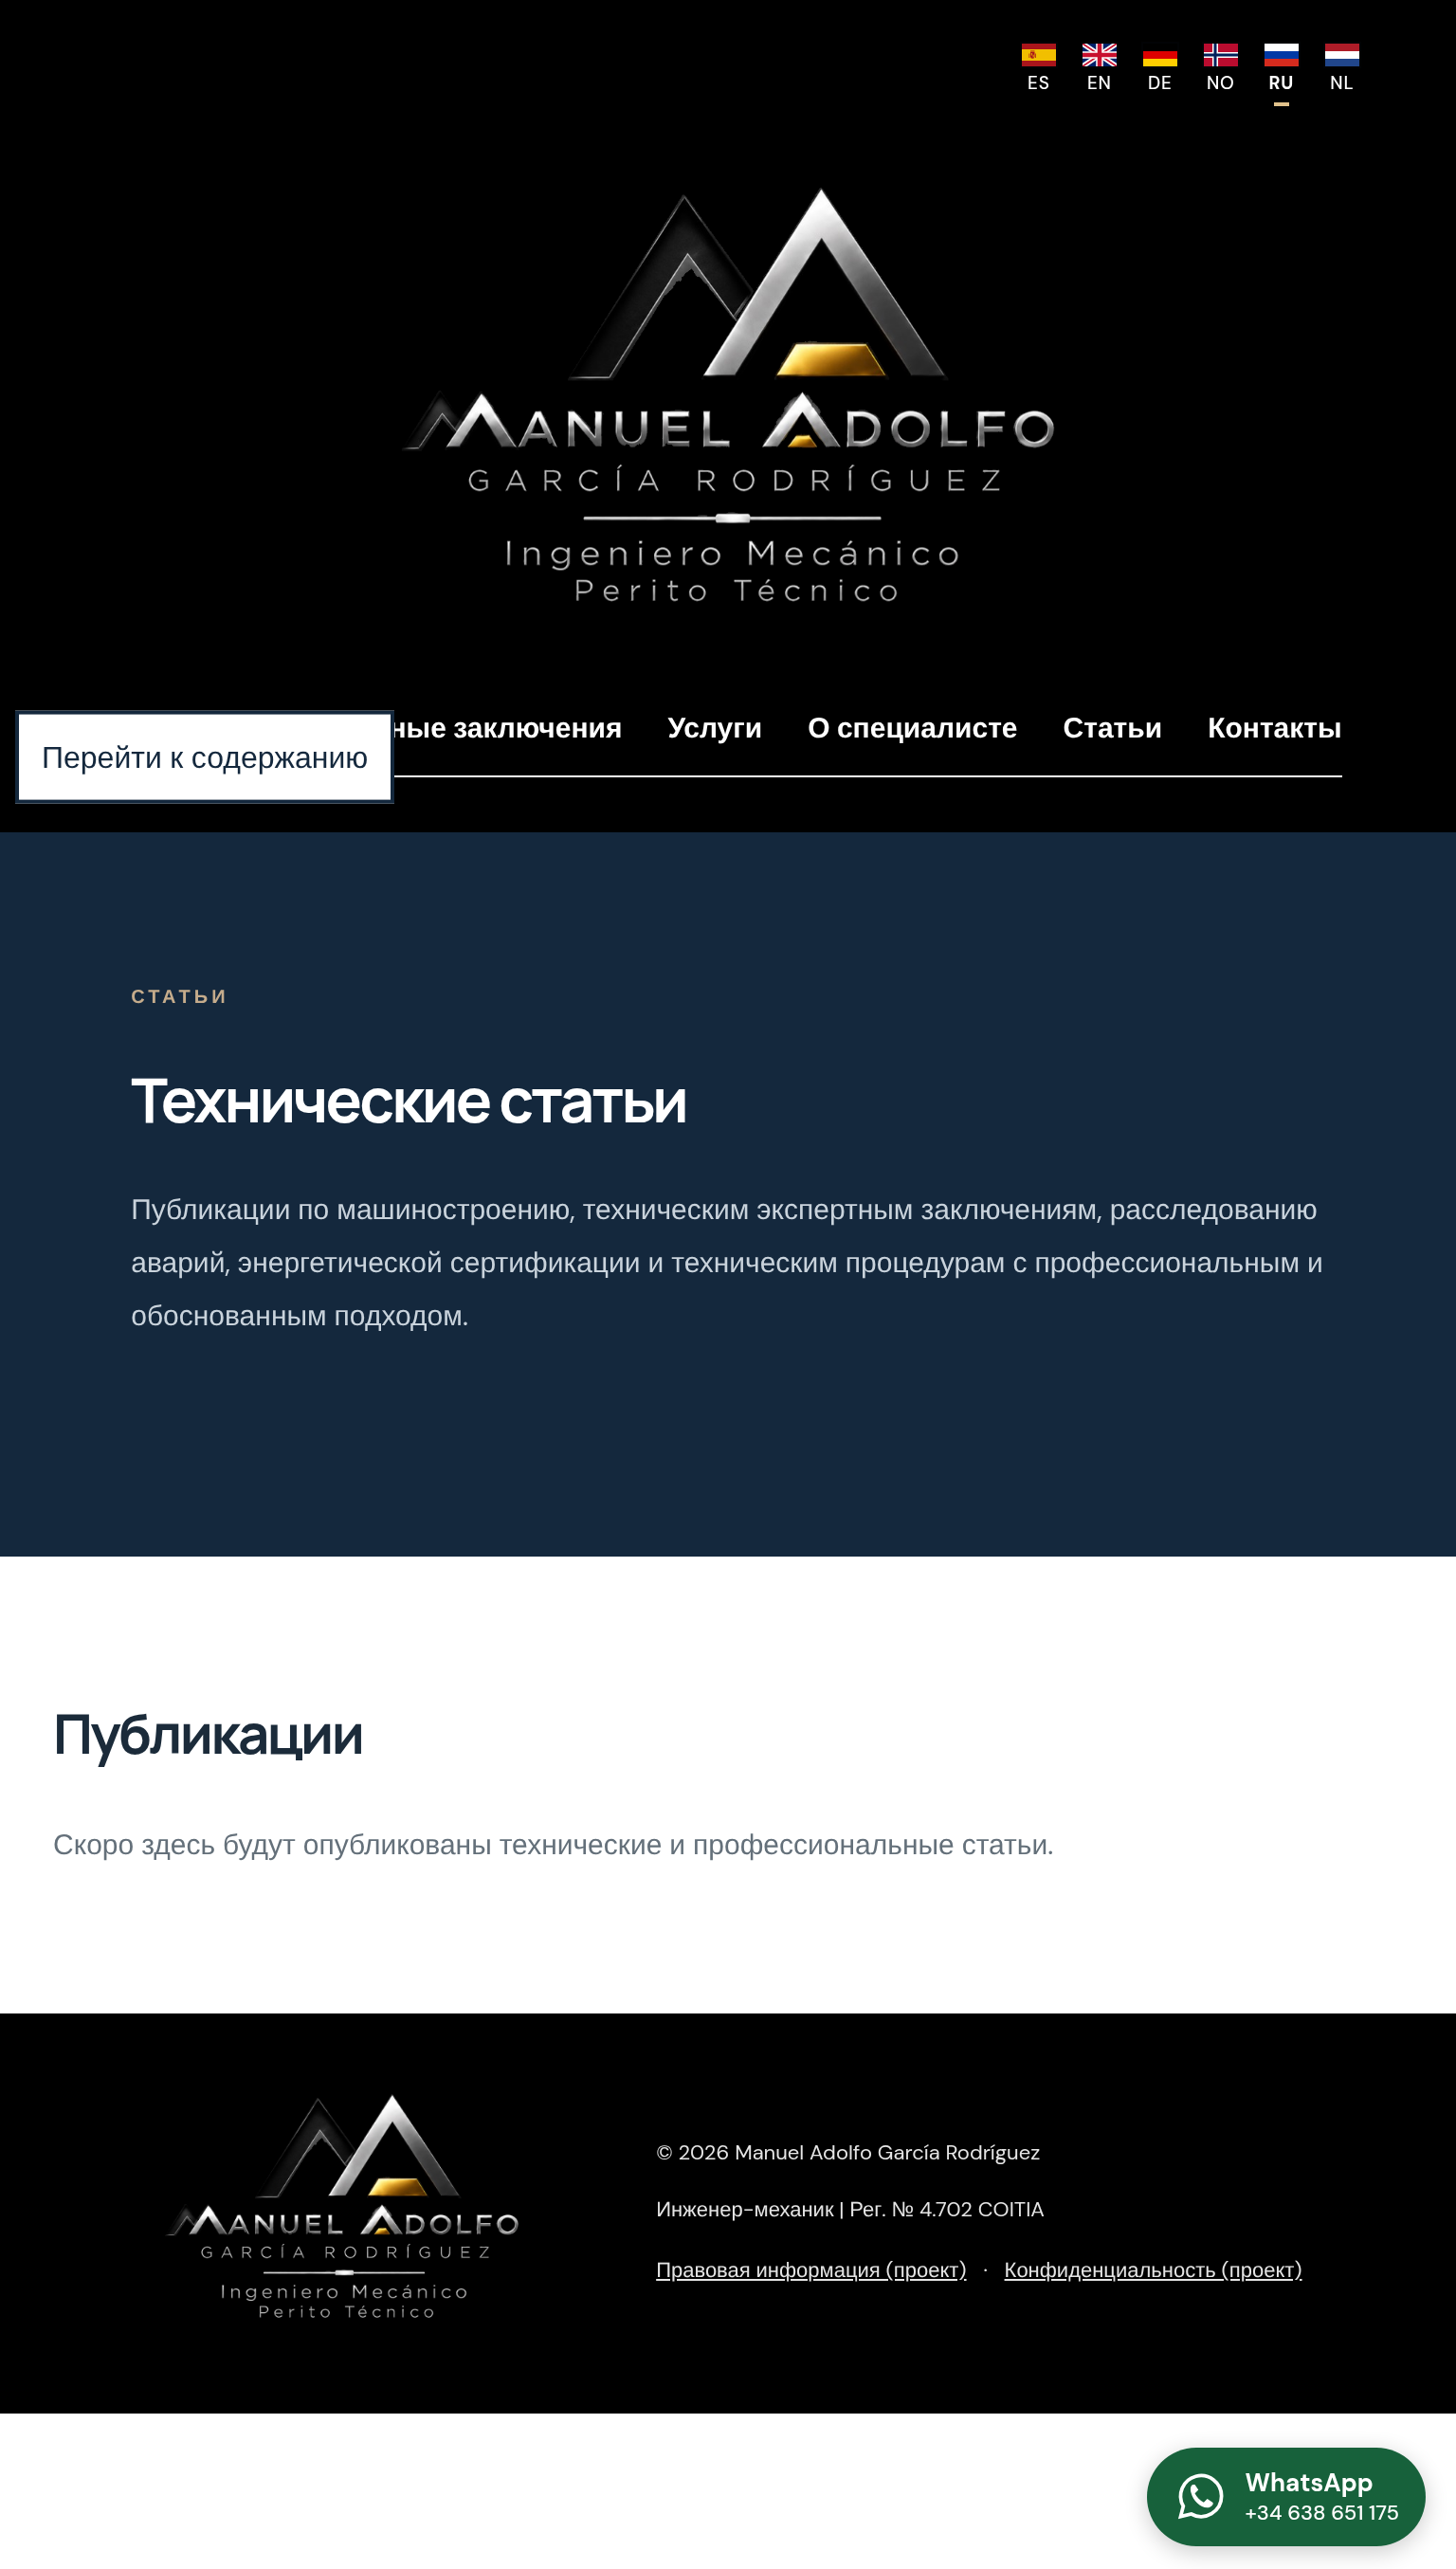 ES EN DE NO RU NL
MANUEL ADOLFO
GARCÍA RODRÍGUEZ
Ingeniero Mecánico
Perito Técnico
ные заключения Услуги О специалисте Статьи Контакты
Перейти к содержанию
СТАТЬИ
Технические статьи
Публикации по машиностроению, техническим экспертным заключениям, расследованию
аварий, энергетической сертификации и техническим процедурам с профессиональным и
обоснованным подходом.
Публикации
Скоро здесь будут опубликованы технические и профессиональные статьи.
MANUEL ADOLFO
GARCÍA RODRÍGUEZ
Ingeniero Mecánico
Perito Técnico
© 2026 Manuel Adolfo García Rodríguez
Инженер-механик | Рег. № 4.702 COITIA
Правовая информация (проект) · Конфиденциальность (проект)
WhatsApp
+34 638 651 175